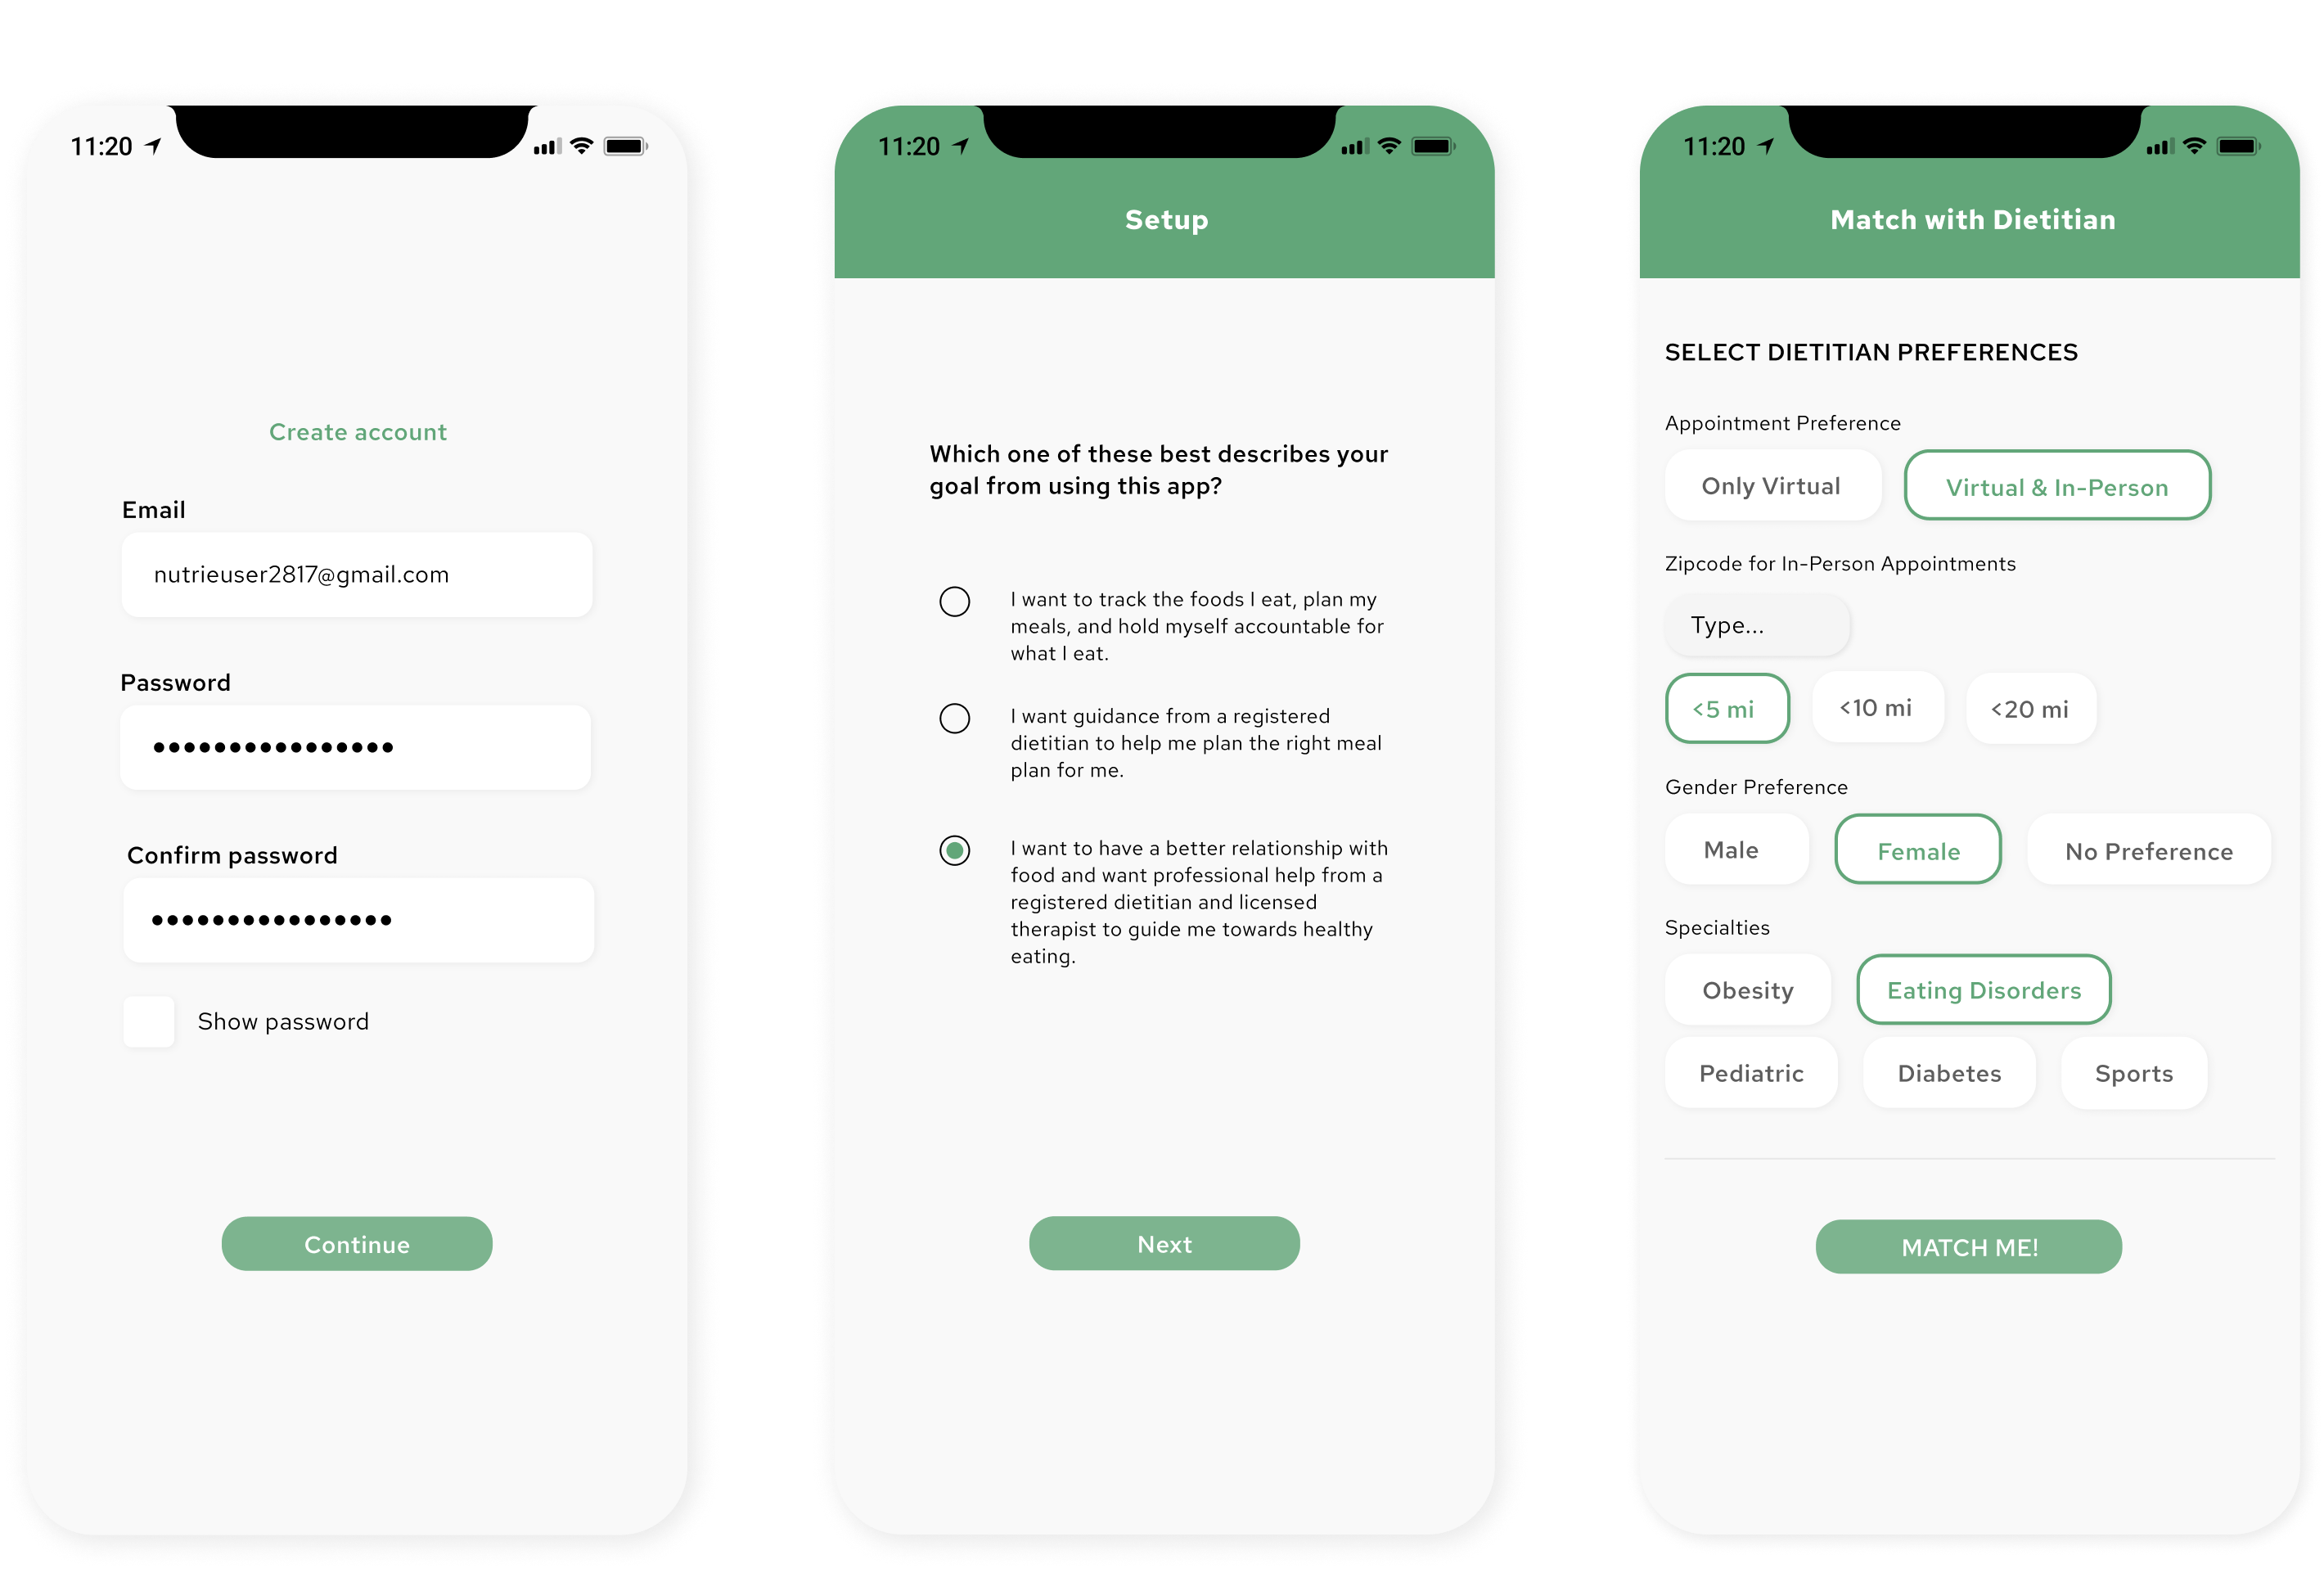 11:20
Create account
Email
nutrieuser2817@gmail.com
Password
••••••••••••••••
Confirm password
••••••••••••••••
Show password
Continue
11:20
Setup
Which one of these best describes your
goal from using this app?
I want to track the foods I eat, plan my
meals, and hold myself accountable for
what I eat.
I want guidance from a registered
dietitian to help me plan the right meal
plan for me.
I want to have a better relationship with
food and want professional help from a
registered dietitian and licensed
therapist to guide me towards healthy
eating.
Next
11:20
Match with Dietitian
SELECT DIETITIAN PREFERENCES
Appointment Preference
Only Virtual Virtual & In-Person
Zipcode for In-Person Appointments
Type...
<5 mi <10 mi <20 mi
Gender Preference
Male Female No Preference
Specialties
Obesity Eating Disorders
Pediatric Diabetes Sports
MATCH ME!